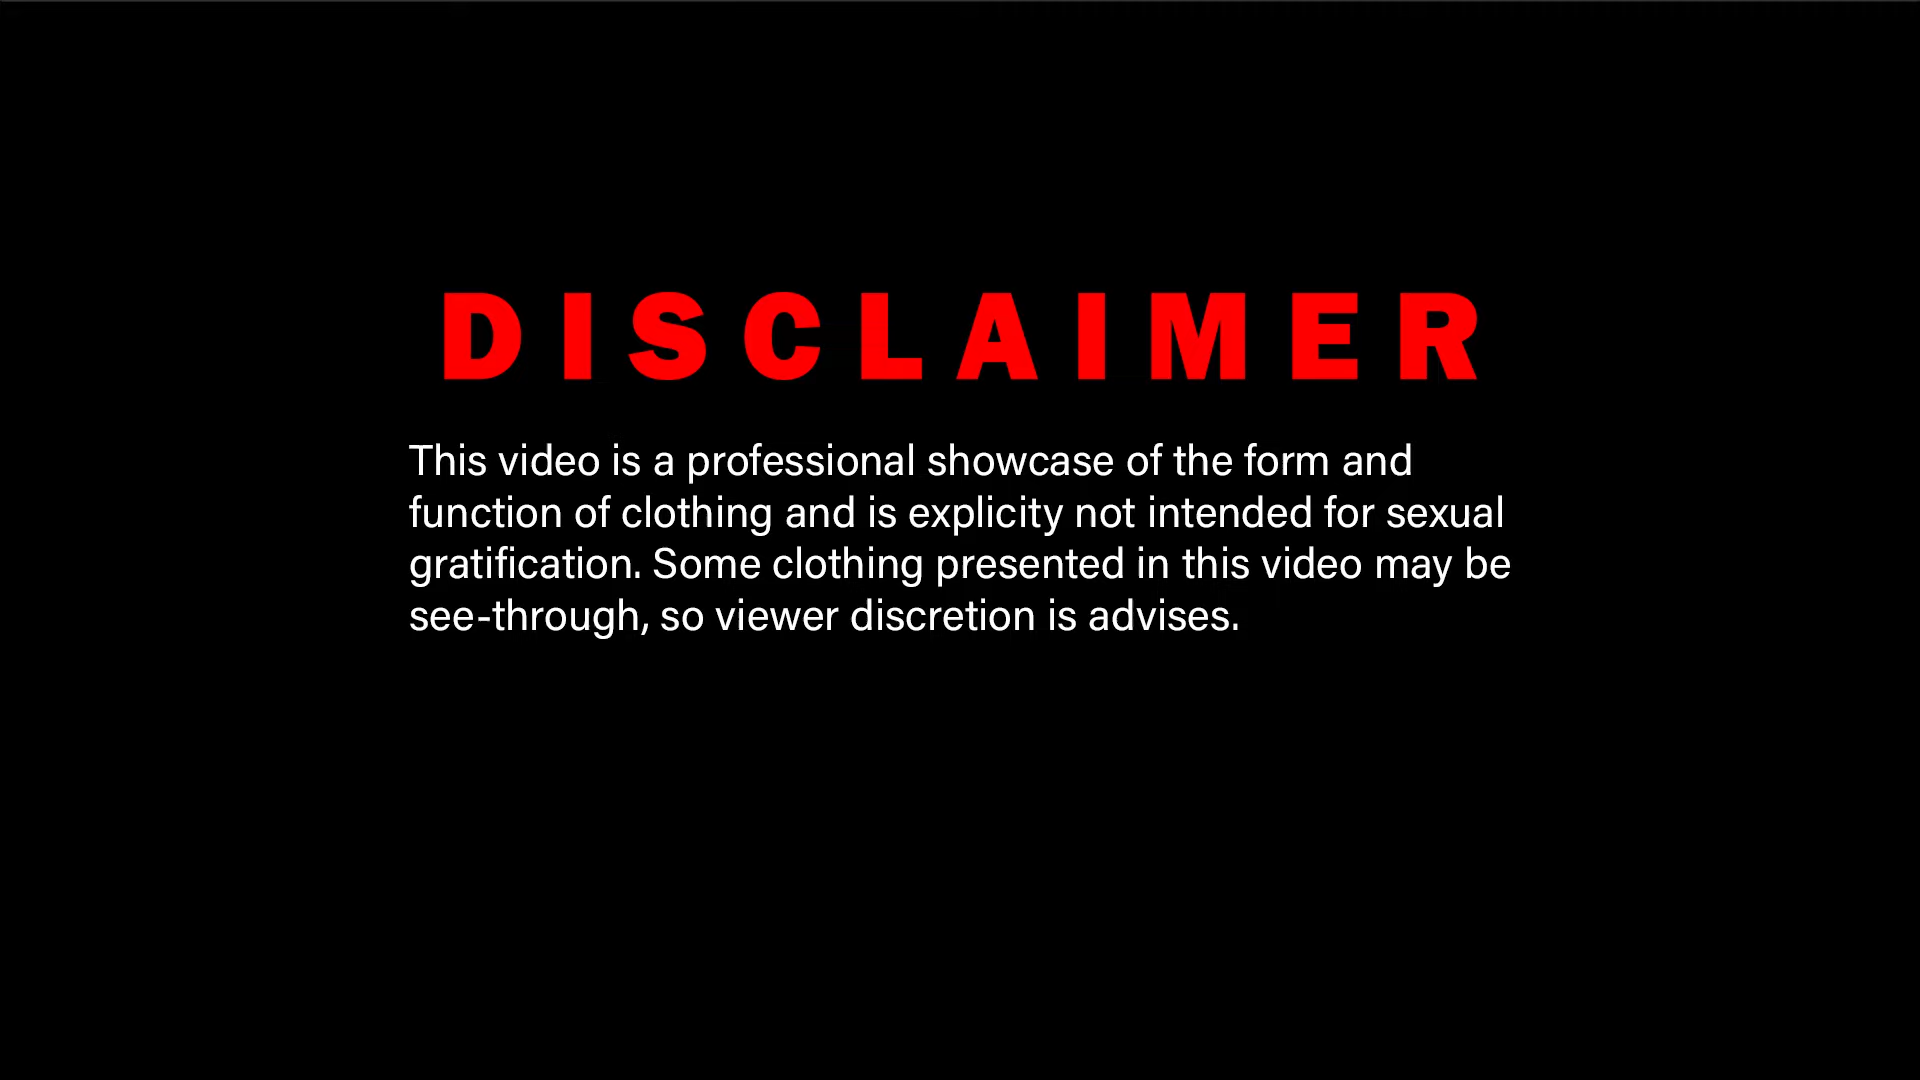 DISCLAIMER
This video is a professional showcase of the form and
function of clothing and is explicity not intended for sexual
gratification. Some clothing presented in this video may be
see-through, so viewer discretion is advises.